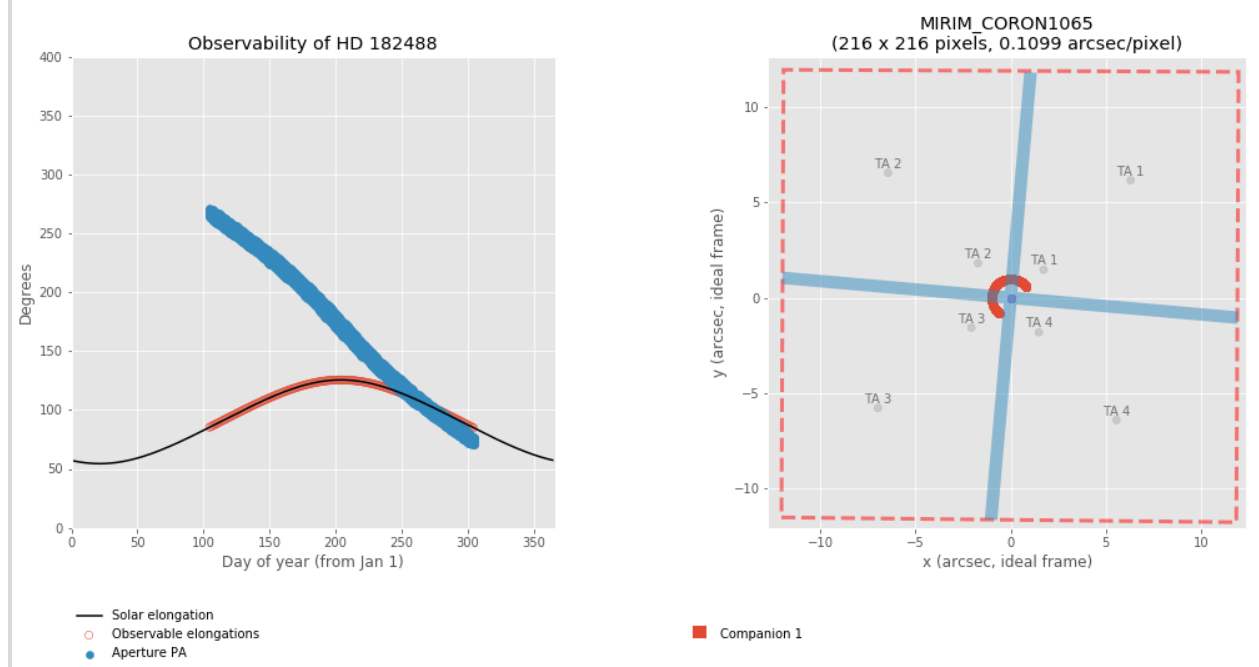 Observability of HD 182488
400
350
300
250
200
150
100
50
0
Degrees
0 50 100 150 200 250 300 350
Day of year (from Jan 1)
Solar elongation
Observable elongations
Aperture PA
MIRIM_CORON1065
(216 x 216 pixels, 0.1099 arcsec/pixel)
10
5
0
−5
−10
y (arcsec, ideal frame)
TA 2
TA 1
TA 2
TA 1
TA 3
TA 4
TA 3
TA 4
−10 −5 0 5 10
x (arcsec, ideal frame)
Companion 1